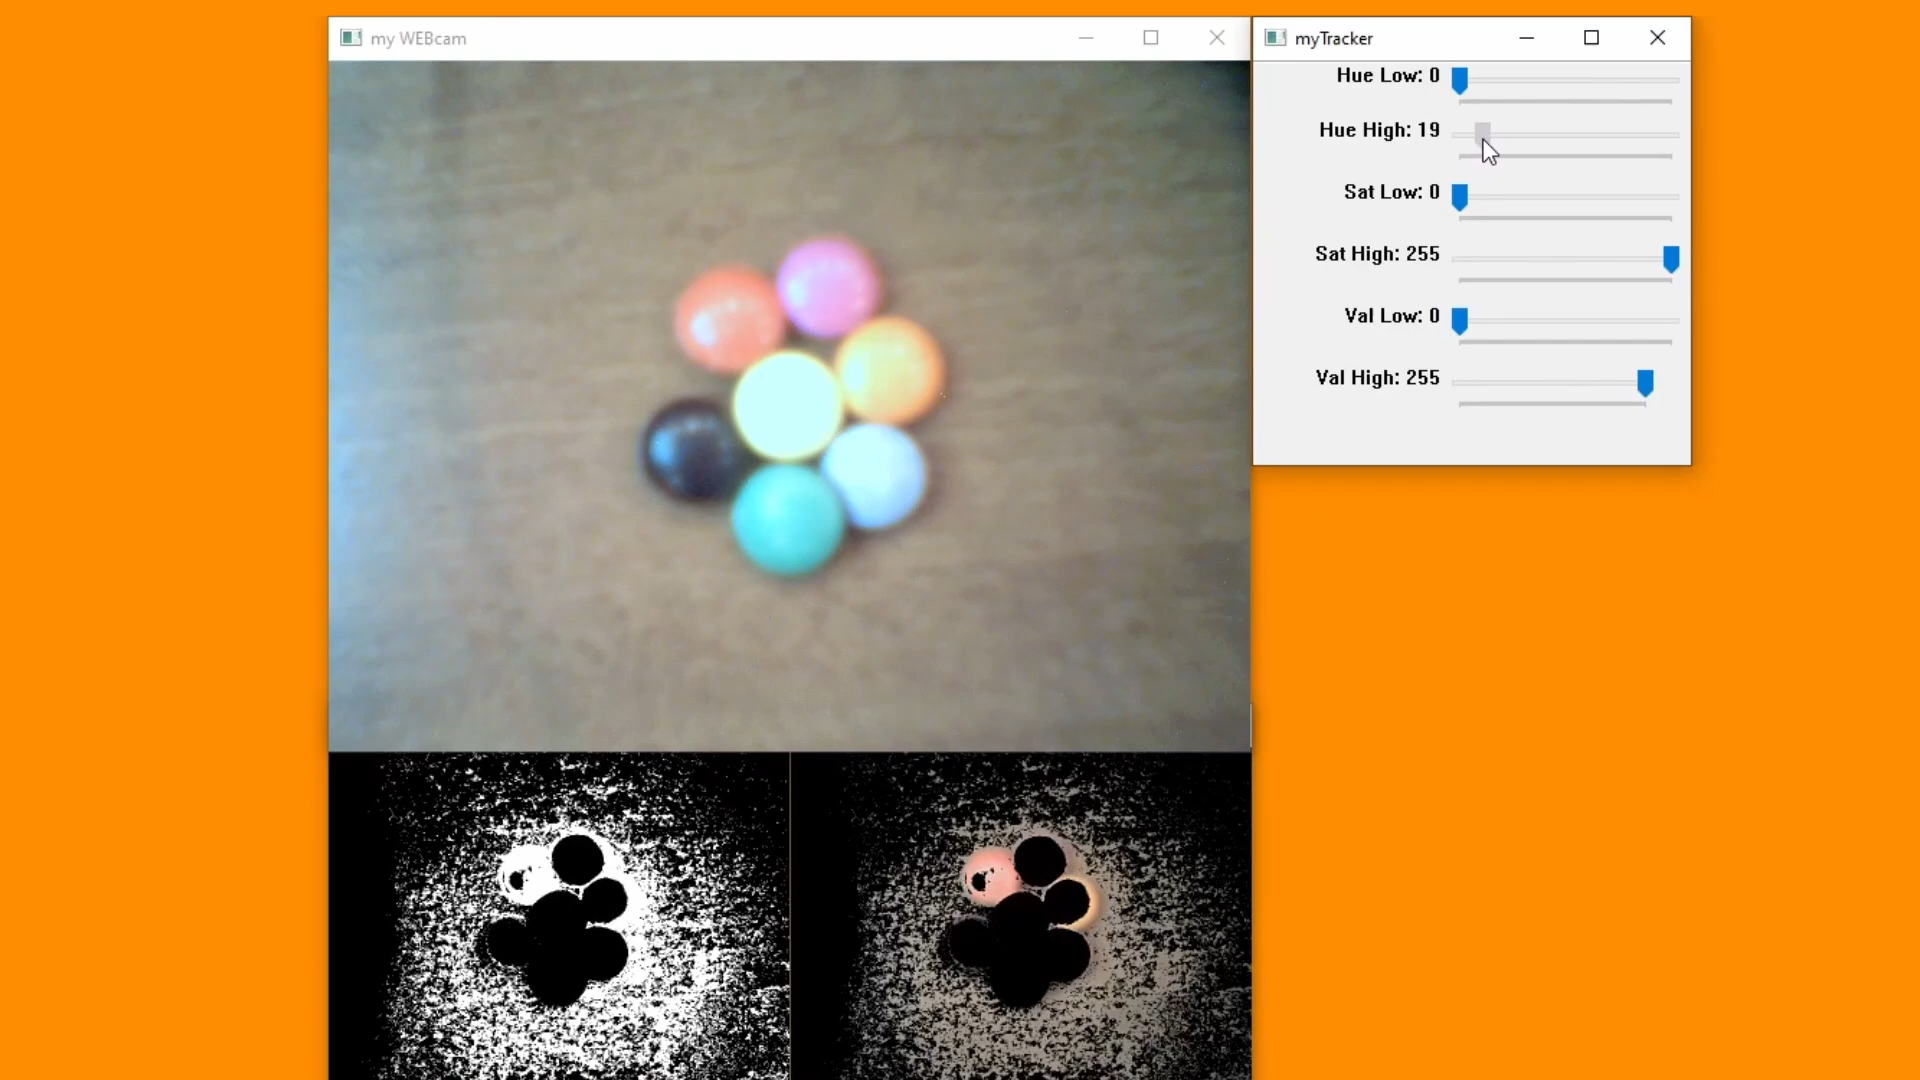 my WEBcam
myTracker
Hue Low: 0
Hue High: 19
Sat Low: 0
Sat High: 255
Val Low: 0
Val High: 255